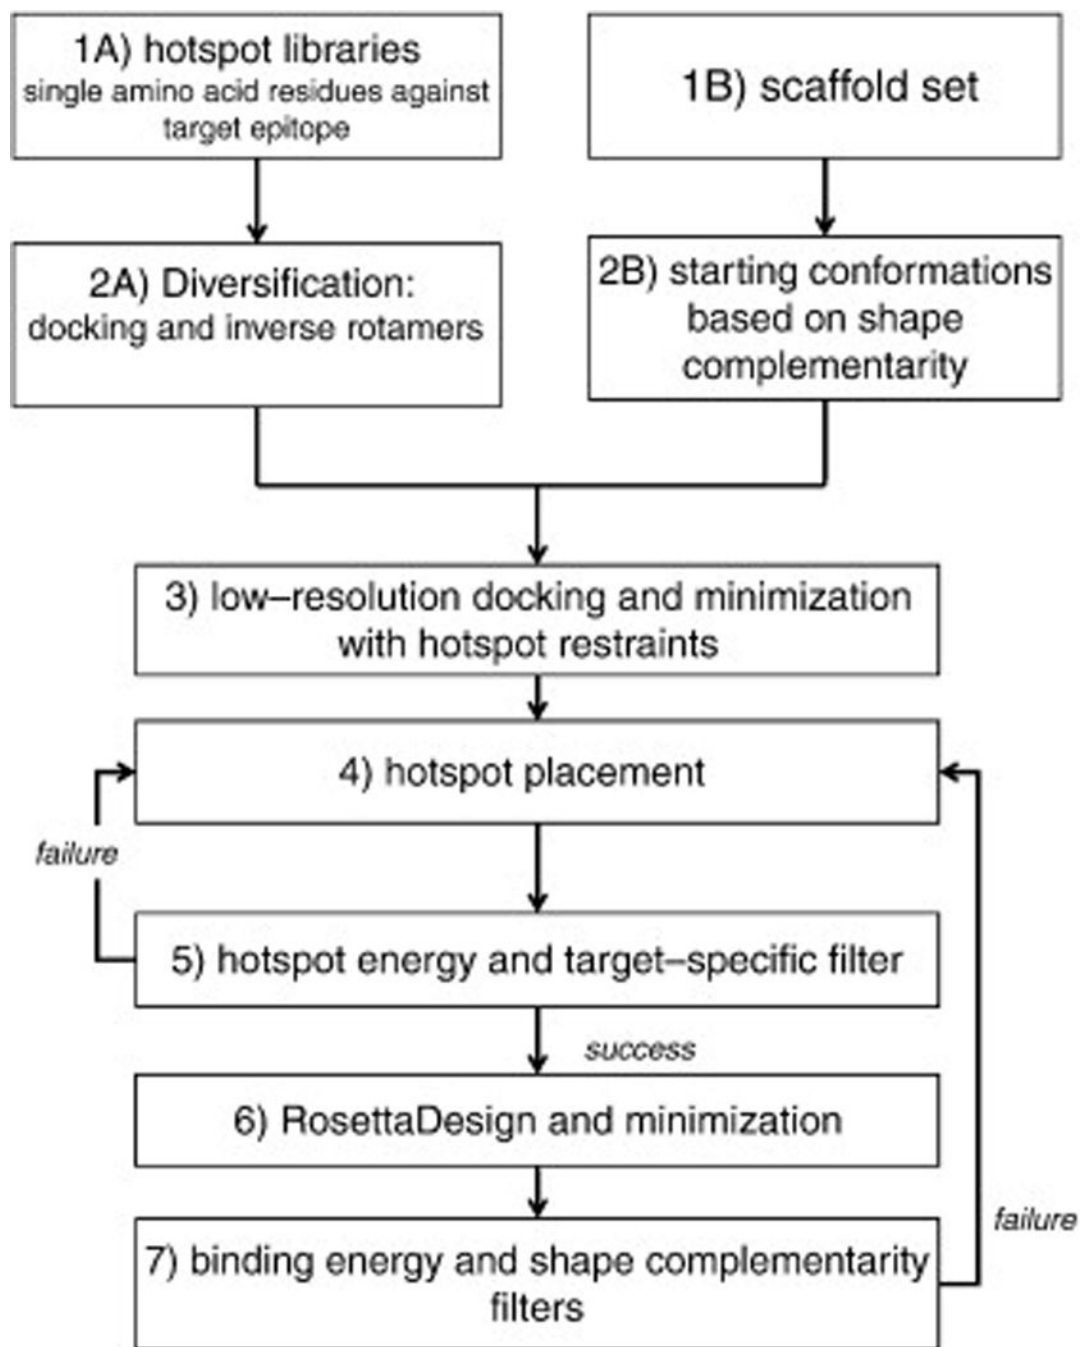 1A) hotspot libraries
single amino acid residues against
target epitope
1B) scaffold set
2A) Diversification:
docking and inverse rotamers
2B) starting conformations
based on shape
complementarity
3) low–resolution docking and minimization
with hotspot restraints
4) hotspot placement
failure
5) hotspot energy and target–specific filter
success
6) RosettaDesign and minimization
failure
7) binding energy and shape complementarity
filters